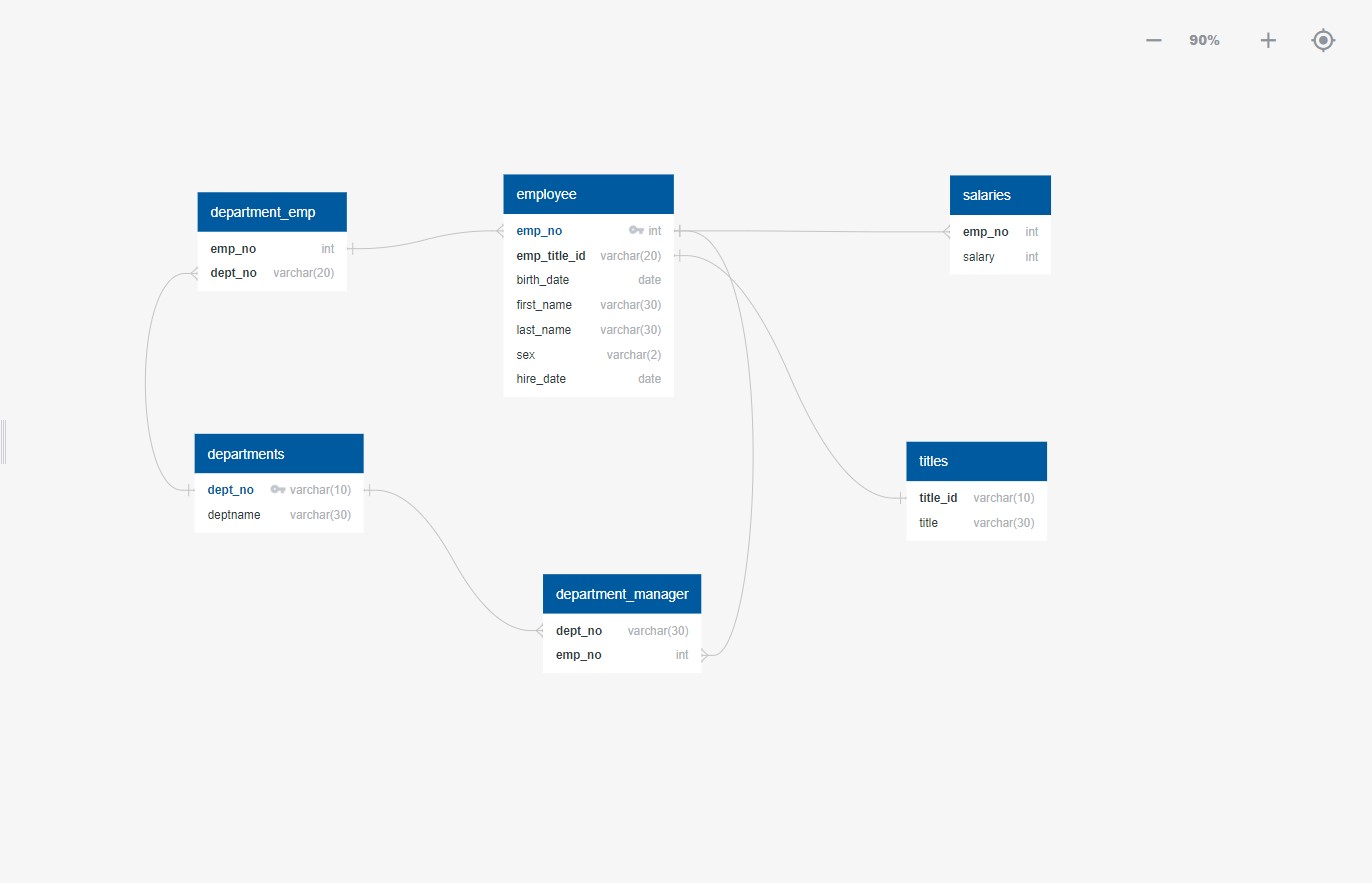 90%
department_emp
emp_no int
dept_no varchar(20)
employee
emp_no int
emp_title_id varchar(20)
birth_date date
first_name varchar(30)
last_name varchar(30)
sex varchar(2)
hire_date date
salaries
emp_no int
salary int
departments
dept_no varchar(10)
deptname varchar(30)
titles
title_id varchar(10)
title varchar(30)
department_manager
dept_no varchar(30)
emp_no int